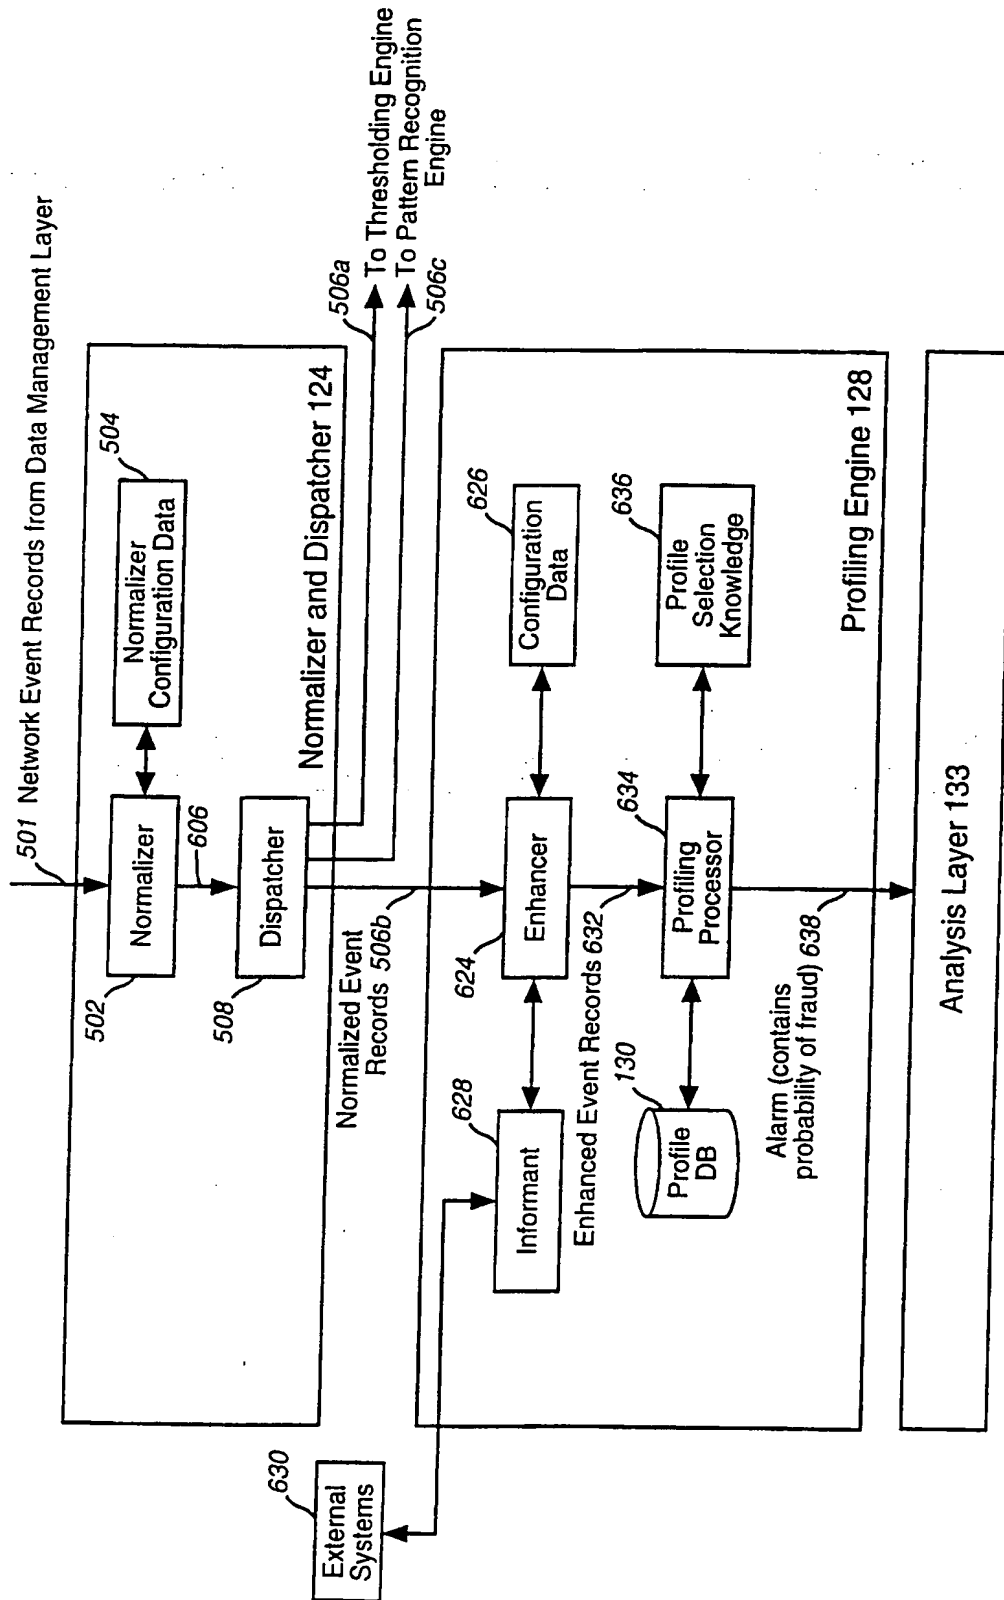 501 Network Event Records from Data Management Layer
504
Normalizer
Configuration Data
Normalizer
502
606
Dispatcher
508
Normalizer and Dispatcher 124
506a
To Thresholding Engine
To Pattern Recognition
Engine
506c
Normalized Event
Records 506b
630
External
Systems
628
Informant
624
Enhancer
626
Configuration
Data
Enhanced Event Records 632
130
Profile
DB
634
Profiling
Processor
636
Profile
Selection
Knowledge
Alarm (contains
probability of fraud) 638
Profiling Engine 128
Analysis Layer 133